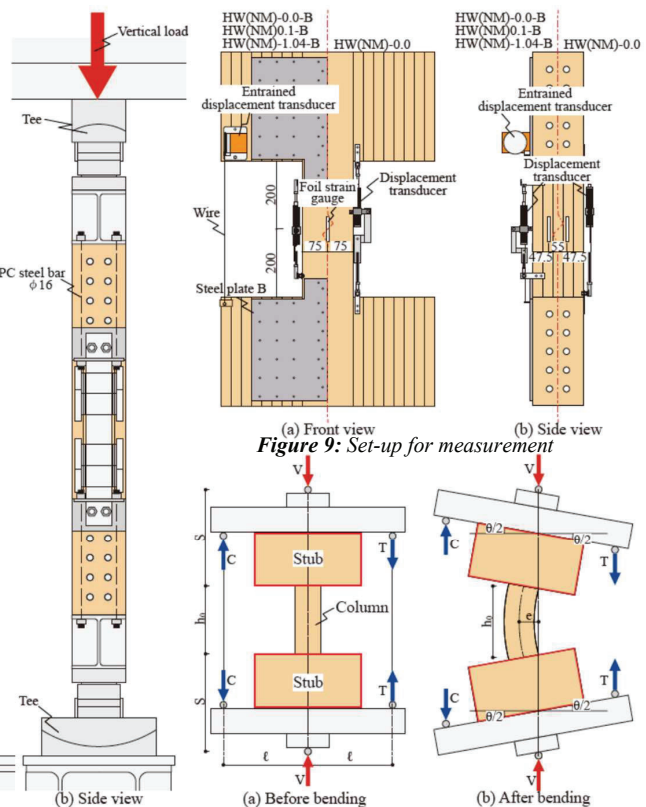 Vertical load
Tee
PC steel bar
φ16
Tee
(b) Side view
HW(NM)-0.0-B
HW(NM)0.1-B
HW(NM)-1.04-B
HW(NM)-0.0
Entrained
displacement transducer
Foil strain
gauge
Displacement
transducer
Wire
200
200
75
75
Steel plate B
(a) Front view
HW(NM)-0.0-B
HW(NM)0.1-B
HW(NM)-1.04-B
HW(NM)-0.0
Entrained
displacement transducer
Displacement
transducer
55
47.5
47.5
(b) Side view
Figure 9: Set-up for measurement
V
S
C
T
Stub
h₀
Column
S
C
T
Stub
ℓ
ℓ
V
(a) Before bending
V
θ/2
θ/2
C
T
h₀
e
C
T
θ/2
θ/2
V
(b) After bending